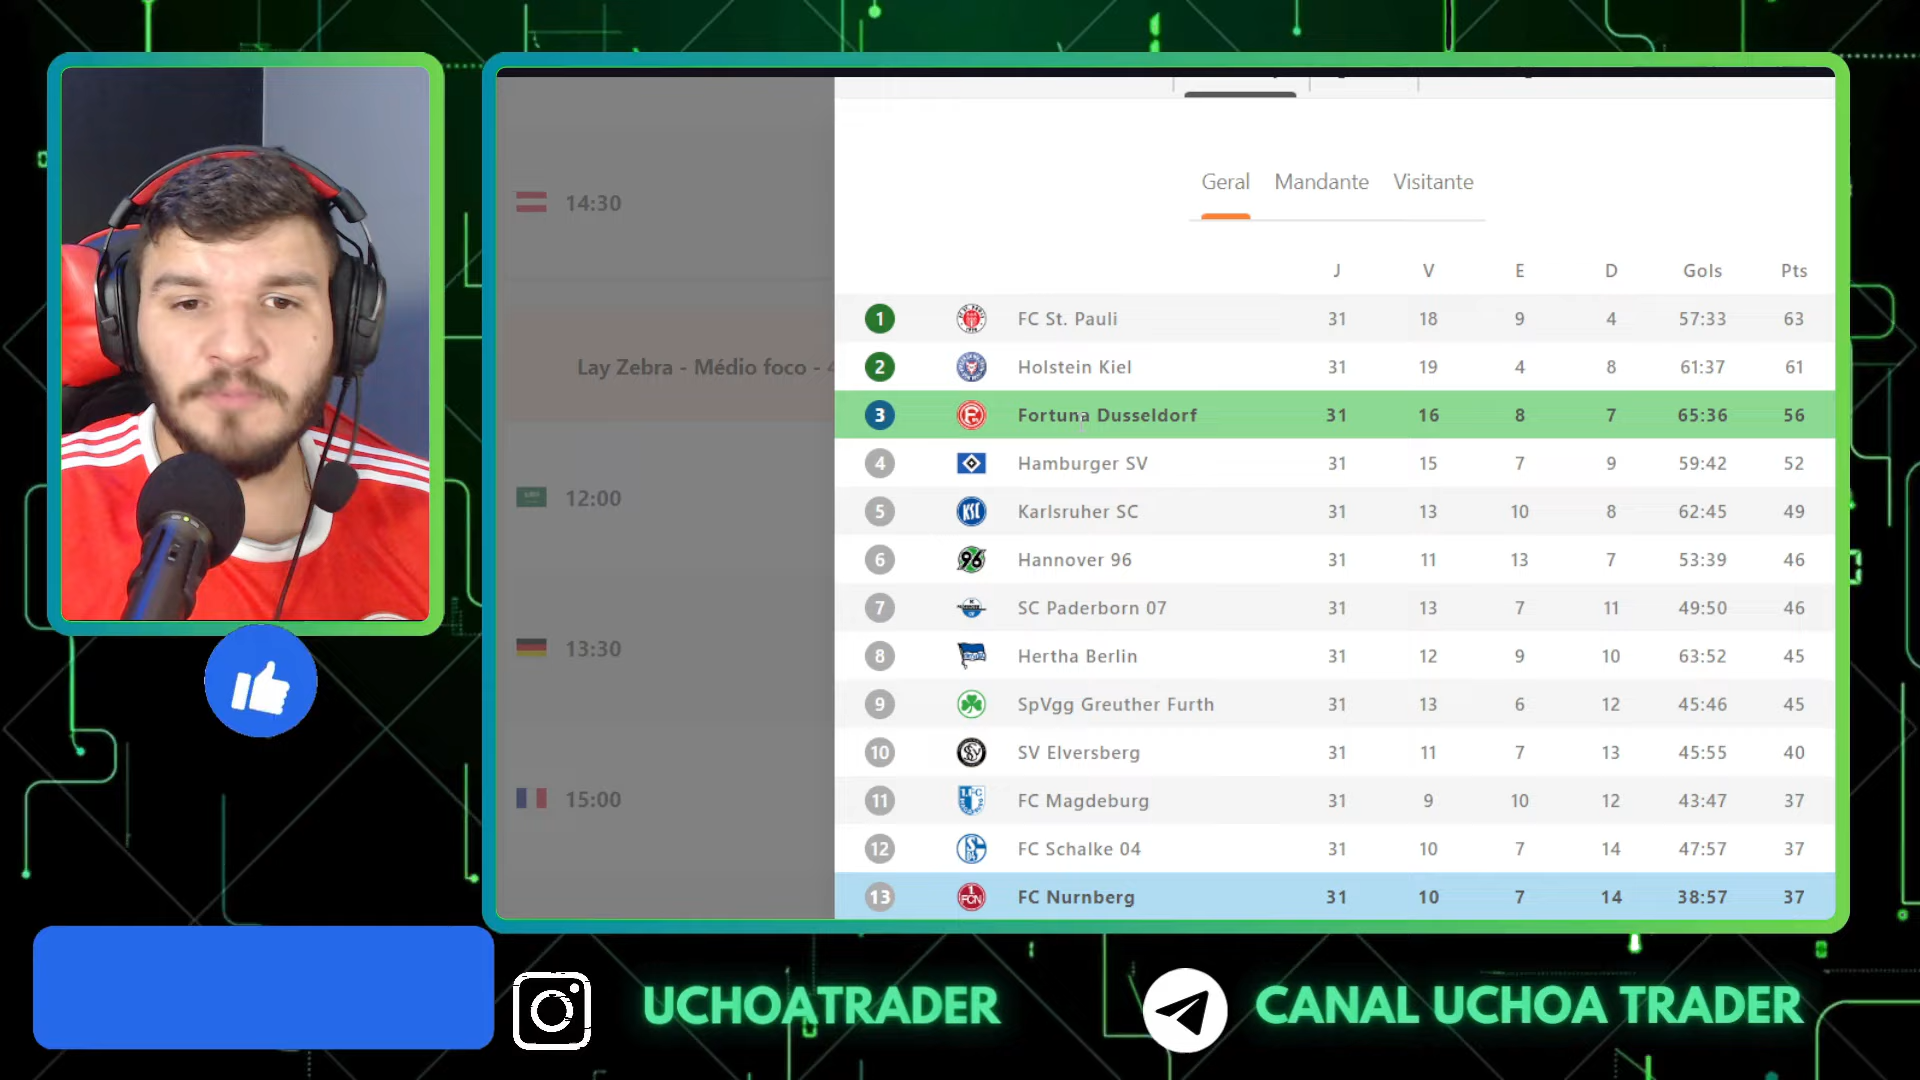 Geral Mandante Visitante
J V E D Gols Pts
1 FC St. Pauli 31 18 9 4 57:33 63
2 Holstein Kiel 31 19 4 8 61:37 61
3 Fortuna Dusseldorf 31 16 8 7 65:36 56
4 Hamburger SV 31 15 7 9 59:42 52
5 Karlsruher SC 31 13 10 8 62:45 49
6 Hannover 96 31 11 13 7 53:39 46
7 SC Paderborn 07 31 13 7 11 49:50 46
8 Hertha Berlin 31 12 9 10 63:52 45
9 SpVgg Greuther Furth 31 13 6 12 45:46 45
10 SV Elversberg 31 11 7 13 45:55 40
11 FC Magdeburg 31 9 10 12 43:47 37
12 FC Schalke 04 31 10 7 14 47:57 37
13 FC Nurnberg 31 10 7 14 38:57 37
14:30
Lay Zebra - Médio foco - 4
12:00
13:30
15:00
UCHOATRADER
CANAL UCHOA TRADER